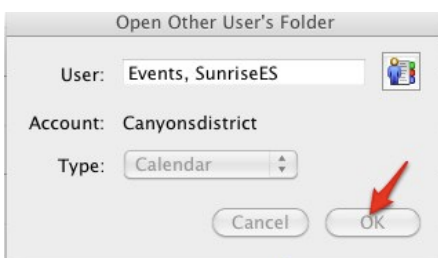 Open Other User's Folder
User: Events, SunriseES
Account: Canyonsdistrict
Type: Calendar
Cancel OK